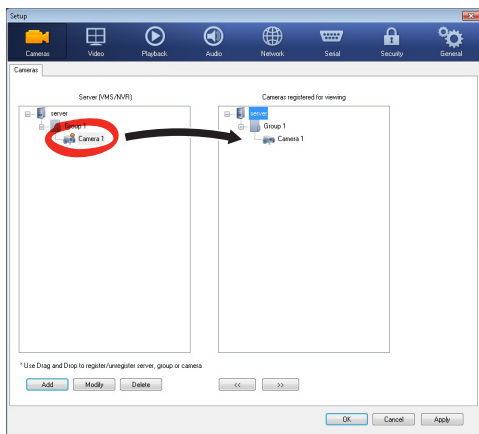 Setup
Cameras Video Playback Audio Network Serial Security General
Cameras
Server (VMS/NVR)
Cameras registered for viewing
server
Group 1
Camera 1
server
Group 1
Camera 1
* Use Drag and Drop to register/unregister server, group or camera
Add Modify Delete << >>
OK Cancel Apply